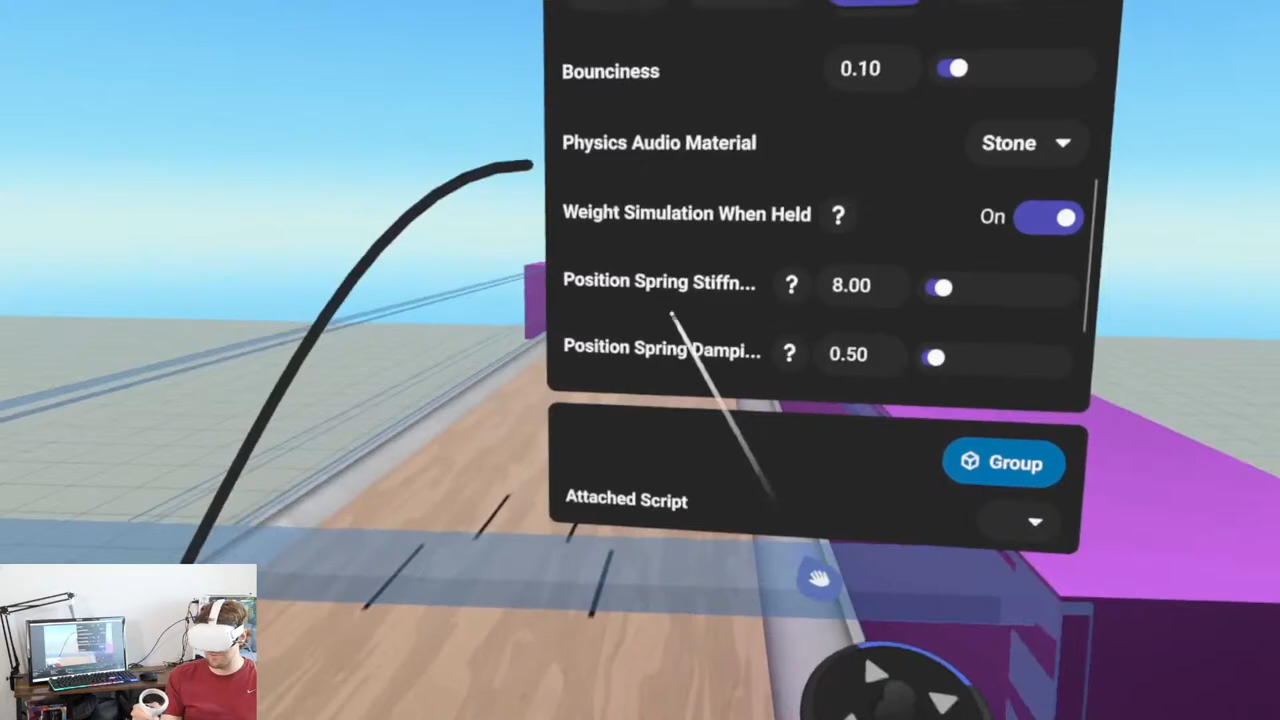 Bounciness 0.10
Physics Audio Material Stone
Weight Simulation When Held ? On
Position Spring Stiffn... ? 8.00
Position Spring Dampi... ? 0.50
Group
Attached Script